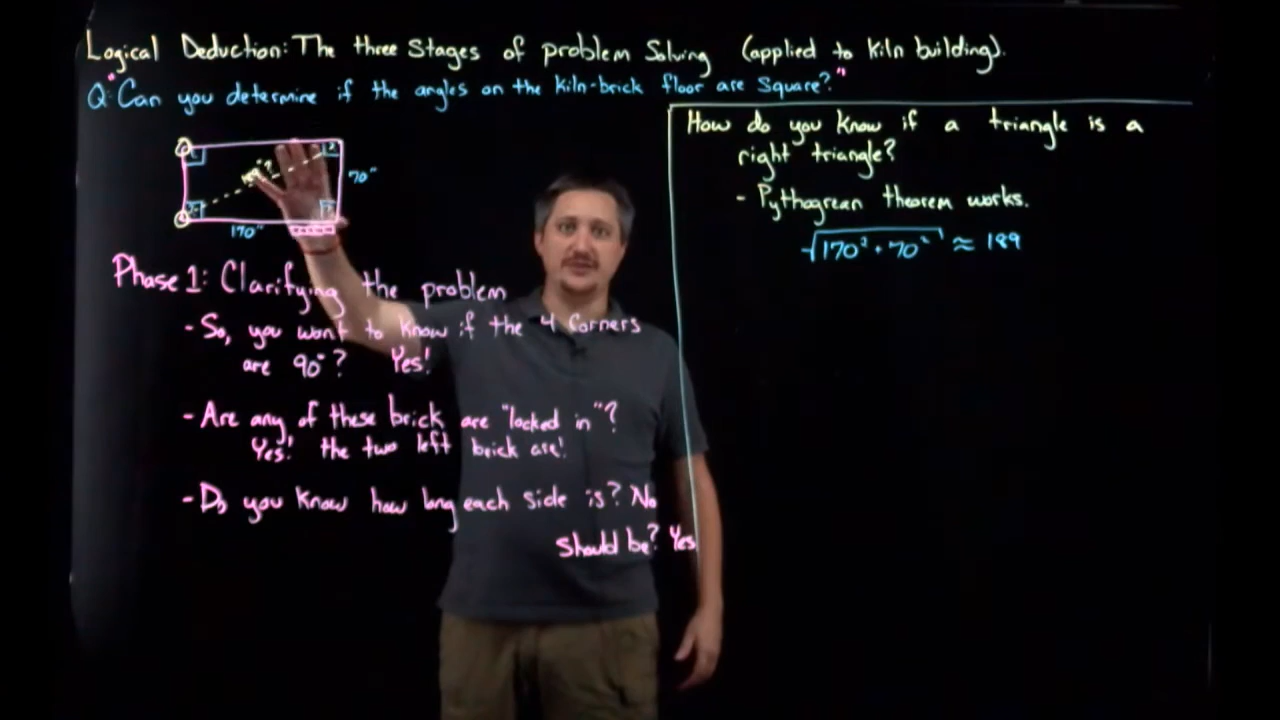 Logical Deduction: The three Stages of problem Solving (applied to kiln building).
Q: "Can you determine if the angles on the kiln-brick floor are Square?"
70"
170"
Phase 1: Clarifying the problem
- So, you want to know if the 4 Corners
are 90°? Yes!
- Are any of these brick are "locked in"?
Yes! the two left brick are!
- Do you know how long each side is? No
Should be? Yes
How do you know if a triangle is a
right triangle?
- Pythagrean theorem works.
√170² + 70² ≈ 189